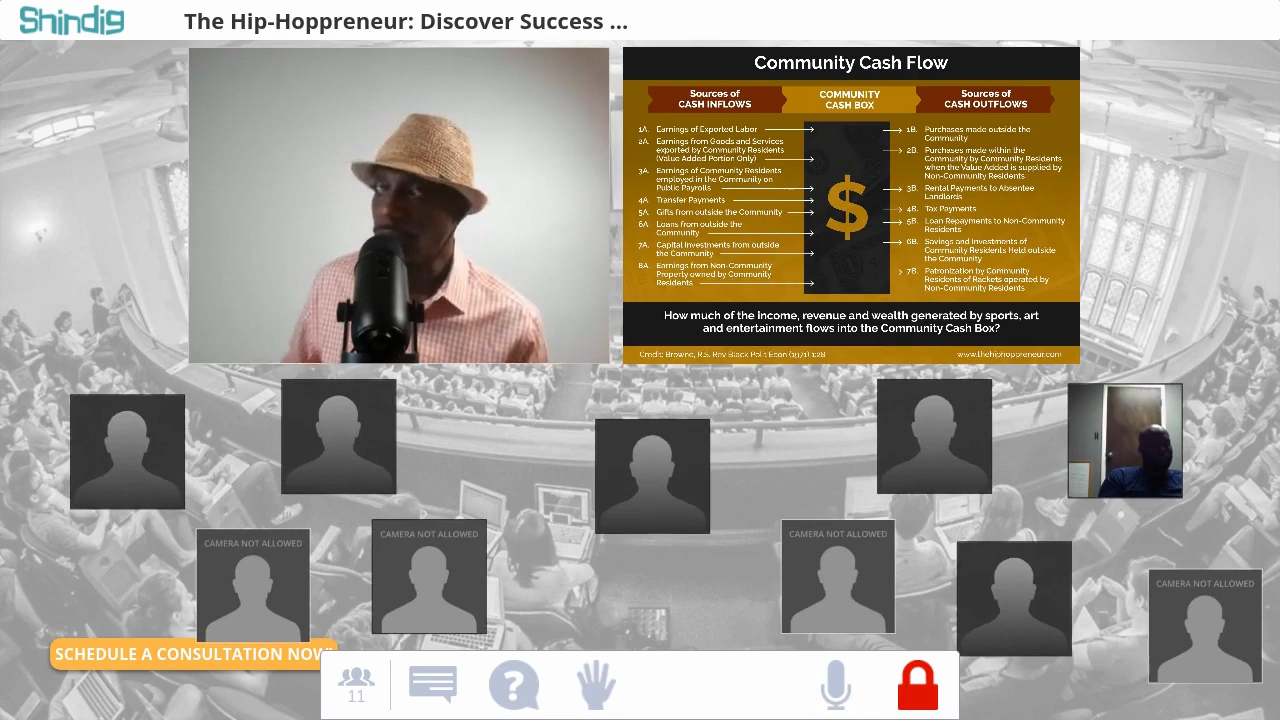 Shindig
The Hip-Hoppreneur: Discover Success ...
Community Cash Flow
Sources of
CASH INFLOWS
COMMUNITY
CASH BOX
Sources of
CASH OUTFLOWS
1A. Earnings of Exported Labor
2A. Earnings from Goods and Services
exported by Community Residents
(Value Added Portion Only)
3A. Earnings of Community Residents
employed in the Community on
Public Payrolls
4A Transfer Payments
5A. Gifts from outside the Community
6A. Loans from outside the
Community
7A. Capital Investments from outside
the Community
8A. Earnings from Non-Community
Property owned by Community
Residents
$
1B. Purchases made outside the
Community
2B. Purchases made within the
Community by Community Residents
when the Value Added is supplied by
Non-Community Residents
3B. Rental Payments to Absentee
Landlords
4B. Tax Payments
5B. Loan Repayments to Non-Community
Residents
6B. Savings and Investments of
Community Residents Held outside
the Community
7B. Patronization by Community
Residents of Rackets operated by
Non-Community Residents
How much of the income, revenue and wealth generated by sports, art
and entertainment flows into the Community Cash Box?
Credit: Browne, R.S. Rev Black Polit Econ (1971) 1:28
www.thehiphoppreneur.com
CAMERA NOT ALLOWED
CAMERA NOT ALLOWED
CAMERA NOT ALLOWED
CAMERA NOT ALLOWED
SCHEDULE A CONSULTATION NOW
11
?